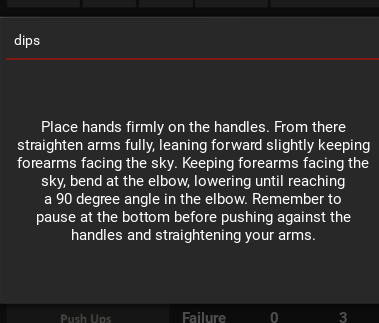 dips
Place hands firmly on the handles. From there
straighten arms fully, leaning forward slightly keeping
forearms facing the sky. Keeping forearms facing the
sky, bend at the elbow, lowering until reaching
a 90 degree angle in the elbow. Remember to
pause at the bottom before pushing against the
handles and straightening your arms.
Push Ups Failure 0 3